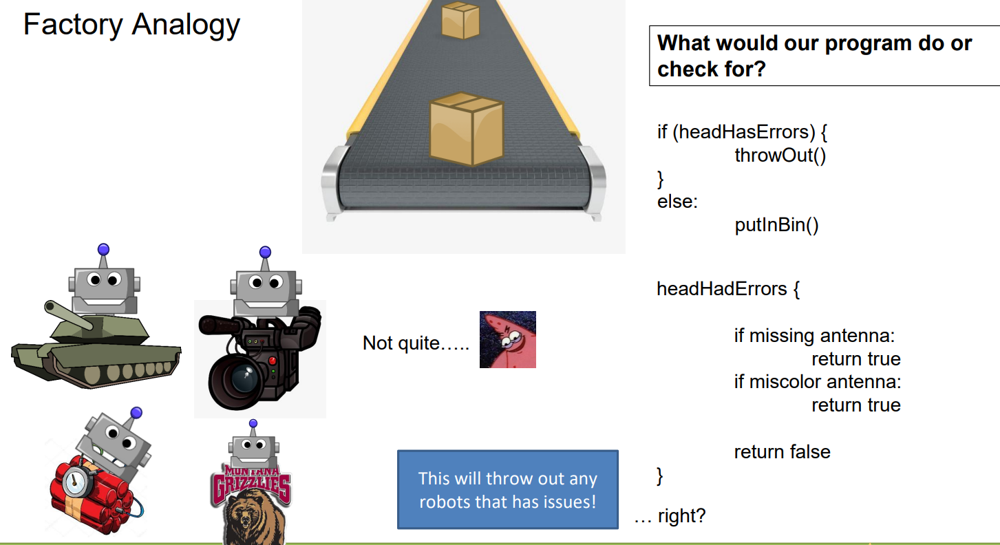 Factory Analogy
What would our program do or
check for?
if (headHasErrors) {
throwOut()
}
else:
putInBin()
headHadErrors {
if missing antenna:
return true
if miscolor antenna:
return true
return false
}
… right?
Not quite…..
This will throw out any
robots that has issues!
MONTANA
GRIZZLIES